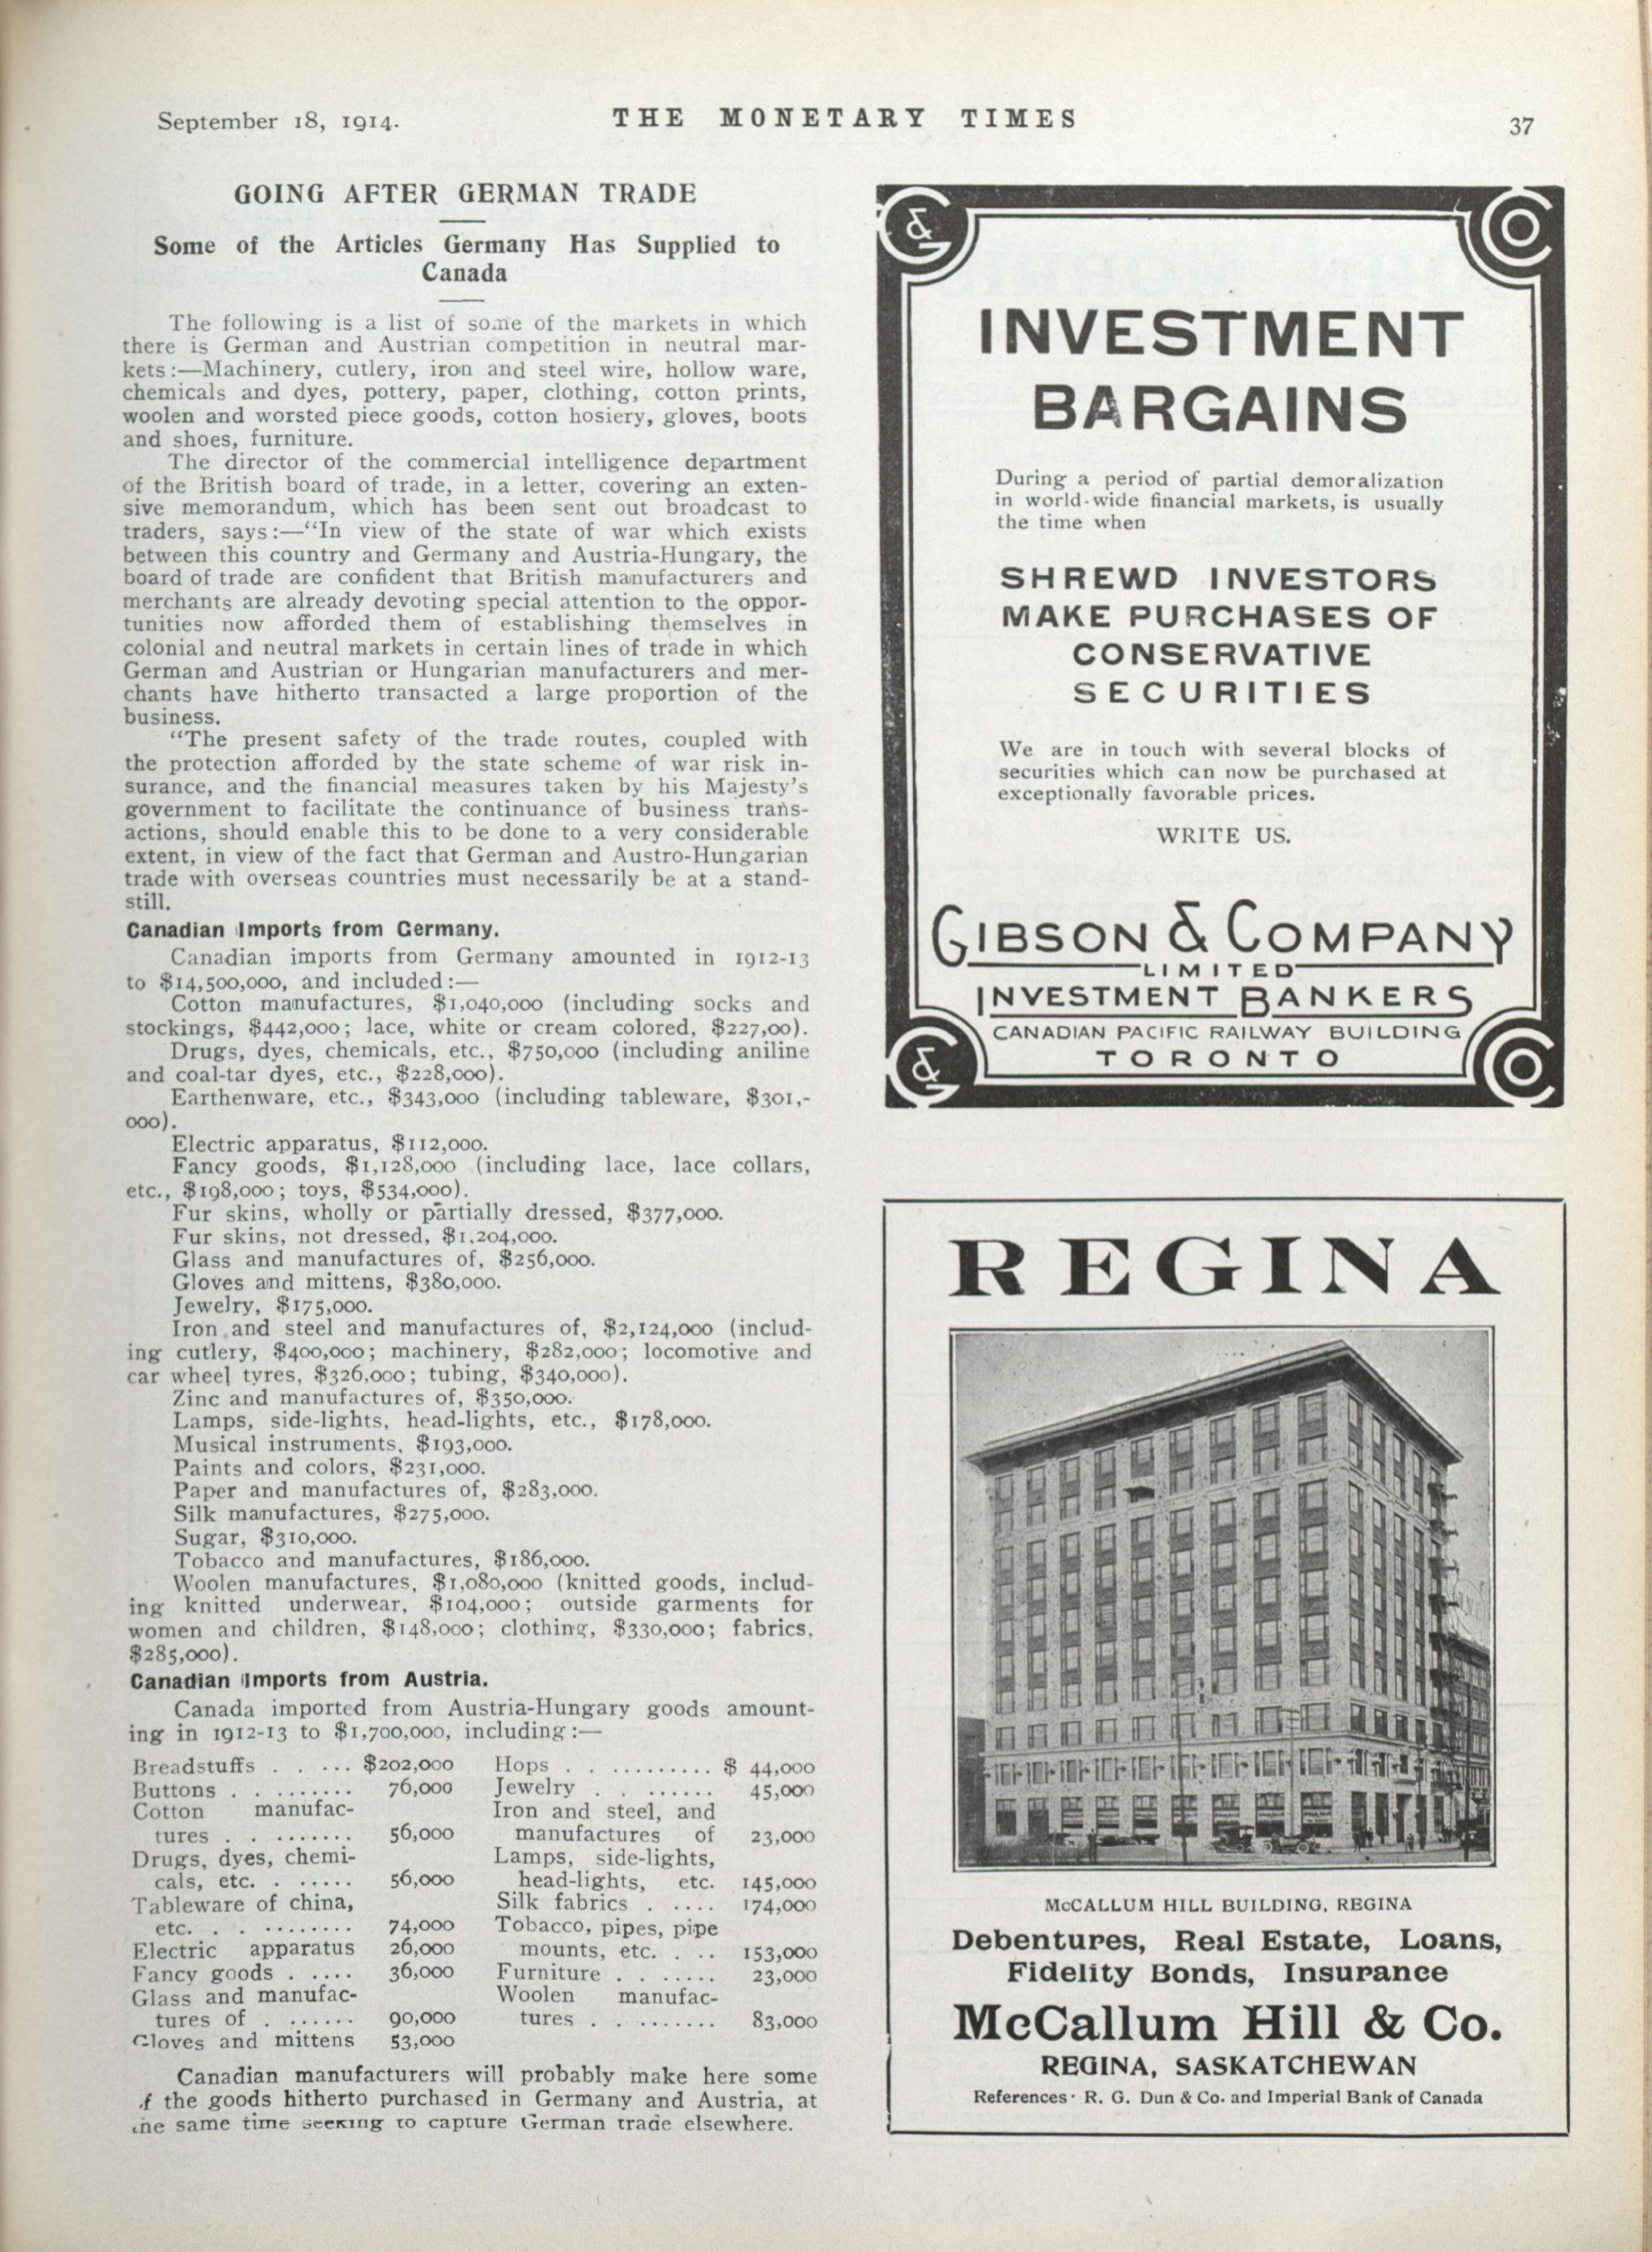 September 18, 1914.
THE MONETARY TIMES
37
GOING AFTER GERMAN TRADE
Some of the Articles Germany Has Supplied to
Canada
The following is a list of some of the markets in which
there is German and Austrian competition in neutral mar-
kets:—Machinery, cutlery, iron and steel wire, hollow ware,
chemicals and dyes, pottery, paper, clothing, cotton prints,
woolen and worsted piece goods, cotton hosiery, gloves, boots
and shoes, furniture.
The director of the commercial intelligence department
of the British board of trade, in a letter, covering an exten-
sive memorandum, which has been sent out broadcast to
traders, says:—“In view of the state of war which exists
between this country and Germany and Austria-Hungary, the
board of trade are confident that British manufacturers and
merchants are already devoting special attention to the oppor-
tunities now afforded them of establishing themselves in
colonial and neutral markets in certain lines of trade in which
German and Austrian or Hungarian manufacturers and mer-
chants have hitherto transacted a large proportion of the
business.
“The present safety of the trade routes, coupled with
the protection afforded by the state scheme of war risk in-
surance, and the financial measures taken by his Majesty's
government to facilitate the continuance of business trans-
actions, should enable this to be done to a very considerable
extent, in view of the fact that German and Austro-Hungarian
trade with overseas countries must necessarily be at a stand-
still.
Canadian Imports from Germany.
Canadian imports from Germany amounted in 1912-13
to $14,500,000, and included:—
Cotton manufactures, $1,040,000 (including socks and
stockings, $442,000; lace, white or cream colored, $227,00).
Drugs, dyes, chemicals, etc., $750,000 (including aniline
and coal-tar dyes, etc., $228,000).
Earthenware, etc., $343,000 (including tableware, $301,-
000).
Electric apparatus, $112,000.
Fancy goods, $1,128,000 (including lace, lace collars,
etc., $198,000; toys, $534,000).
Fur skins, wholly or partially dressed, $377,000.
Fur skins, not dressed, $1,204,000.
Glass and manufactures of, $256,000.
Gloves and mittens, $380,000.
Jewelry, $175,000.
Iron and steel and manufactures of, $2,124,000 (includ-
ing cutlery, $400,000; machinery, $282,000; locomotive and
car wheel tyres, $326,000; tubing, $340,000).
Zinc and manufactures of, $350,000.
Lamps, side-lights, head-lights, etc., $178,000.
Musical instruments, $193,000.
Paints and colors, $231,000.
Paper and manufactures of, $283,000.
Silk manufactures, $275,000.
Sugar, $310,000.
Tobacco and manufactures, $186,000.
Woolen manufactures, $1,080,000 (knitted goods, includ-
ing knitted underwear, $104,000; outside garments for
women and children, $148,000; clothing, $330,000; fabrics,
$285,000).
Canadian Imports from Austria.
Canada imported from Austria-Hungary goods amount-
ing in 1912-13 to $1,700,000, including:—
Breadstuffs . . ... $202,000
Buttons . ........ 76,000
Cotton manufac-
tures . . ....... 56,000
Drugs, dyes, chemi-
cals, etc. . ..... 56,000
Tableware of china,
etc. . . ........ 74,000
Electric apparatus 26,000
Fancy goods . .... 36,000
Glass and manufac-
tures of . ...... 90,000
Gloves and mittens 53,000
Hops . . .......... $ 44,000
Jewelry . . ...... 45,000
Iron and steel, and
manufactures of 23,000
Lamps, side-lights,
head-lights, etc. 145,000
Silk fabrics . .... 174,000
Tobacco, pipes, pipe
mounts, etc. . .. 153,000
Furniture . . ..... 23,000
Woolen manufac-
tures . . ....... 83,000
Canadian manufacturers will probably make here some
f the goods hitherto purchased in Germany and Austria, at
the same time seeking to capture German trade elsewhere.
G & C O
INVESTMENT
BARGAINS
During a period of partial demoralization
in world-wide financial markets, is usually
the time when
SHREWD INVESTORS
MAKE PURCHASES OF
CONSERVATIVE
SECURITIES
We are in touch with several blocks of
securities which can now be purchased at
exceptionally favorable prices.
WRITE US.
GIBSON & COMPANY
LIMITED
INVESTMENT BANKERS
CANADIAN PACIFIC RAILWAY BUILDING
TORONTO
G & C O
REGINA
McCALLUM HILL BUILDING, REGINA
Debentures, Real Estate, Loans,
Fidelity Bonds, Insurance
McCallum Hill & Co.
REGINA, SASKATCHEWAN
References· R. G. Dun & Co. and Imperial Bank of Canada